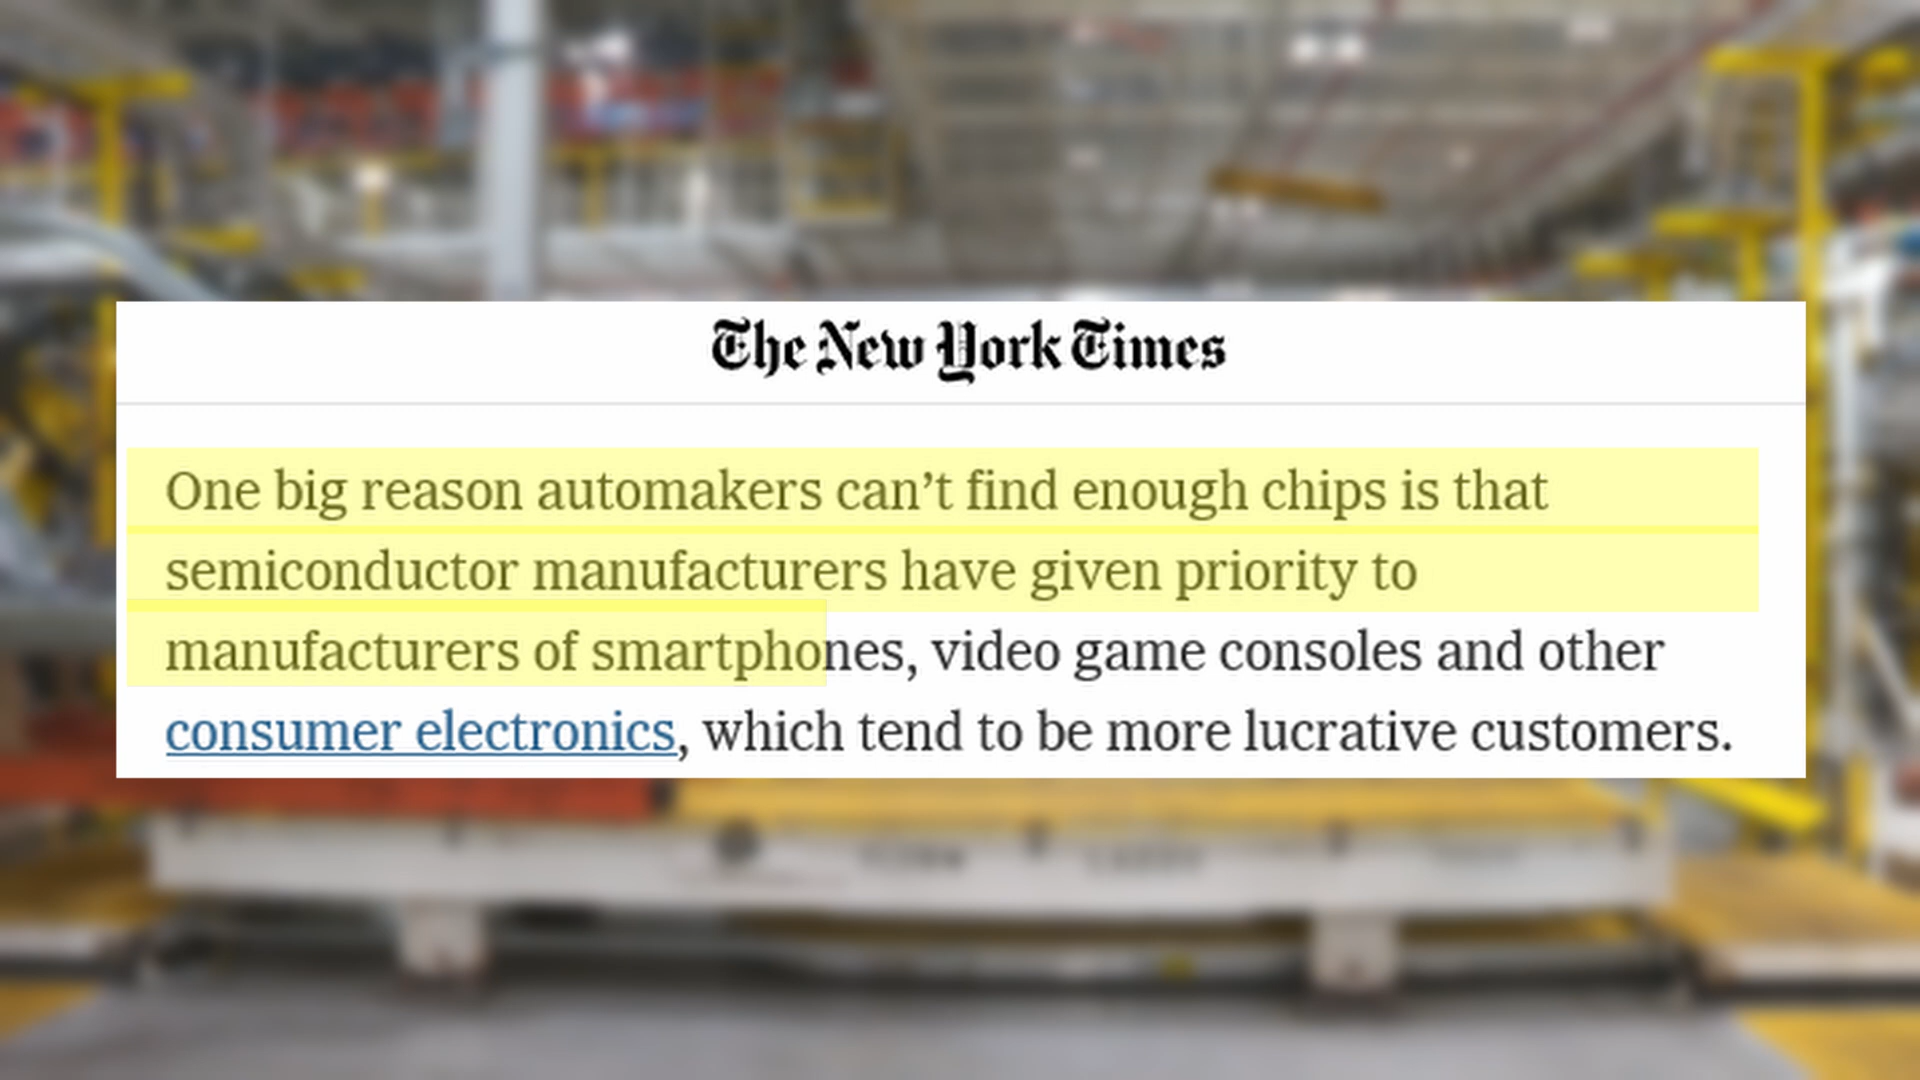 The New York Times
One big reason automakers can’t find enough chips is that
semiconductor manufacturers have given priority to
manufacturers of smartphones, video game consoles and other
consumer electronics, which tend to be more lucrative customers.